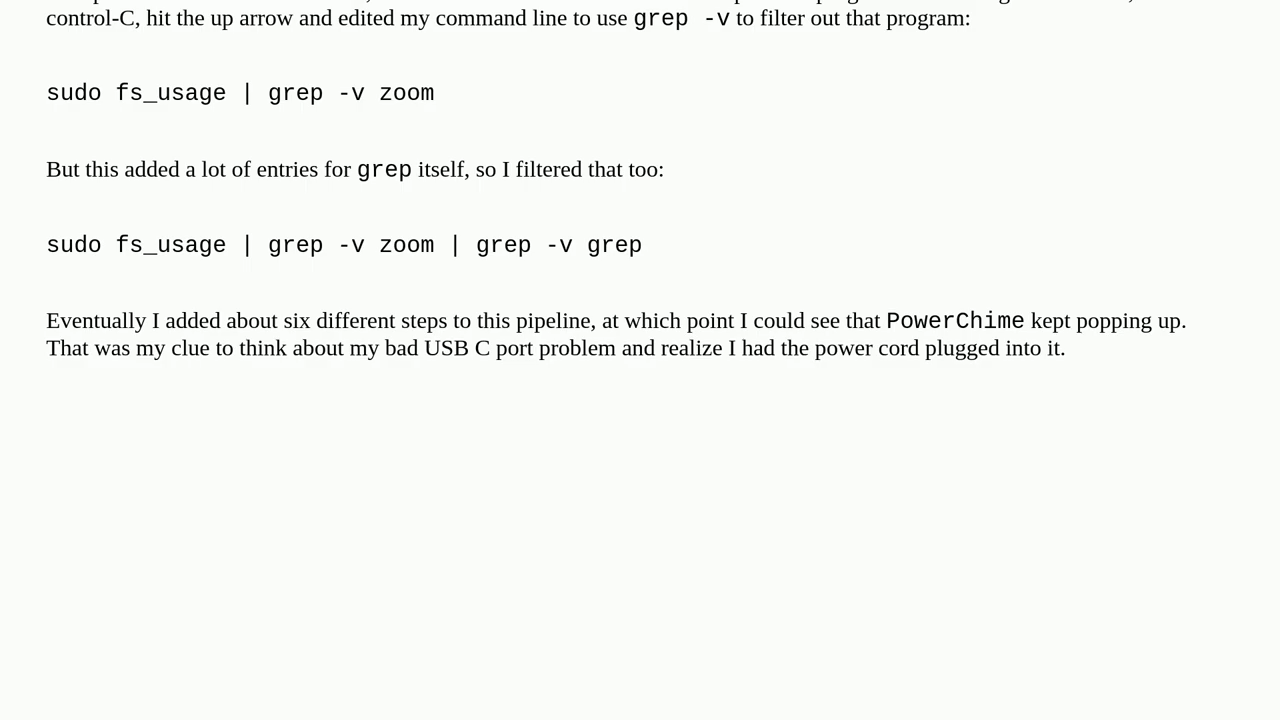 control-C, hit the up arrow and edited my command line to use grep -v to filter out that program:
sudo fs_usage | grep -v zoom
But this added a lot of entries for grep itself, so I filtered that too:
sudo fs_usage | grep -v zoom | grep -v grep
Eventually I added about six different steps to this pipeline, at which point I could see that PowerChime kept popping up.
That was my clue to think about my bad USB C port problem and realize I had the power cord plugged into it.